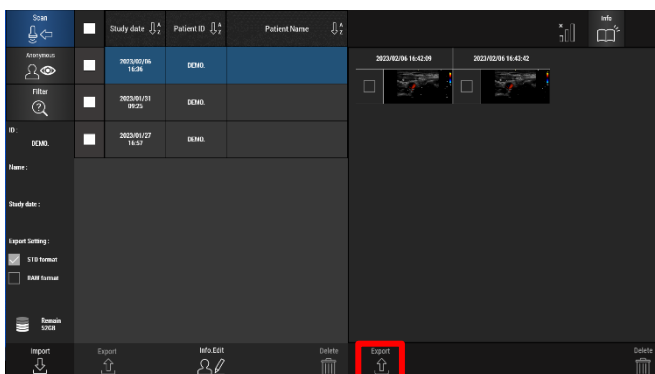 Scan
Study date
Patient ID
Patient Name
Info
Anonymous
2023/02/06
16:36
DEMO.
2023/02/06 16:42:09
2023/02/06 16:43:42
Filter
2023/01/31
09:25
DEMO.
ID :
DEMO.
2023/01/27
16:57
DEMO.
Name :
Study date :
Export Setting :
STD format
RAW format
Remain
52GB
Import
Export
Info.Edit
Delete
Export
Delete